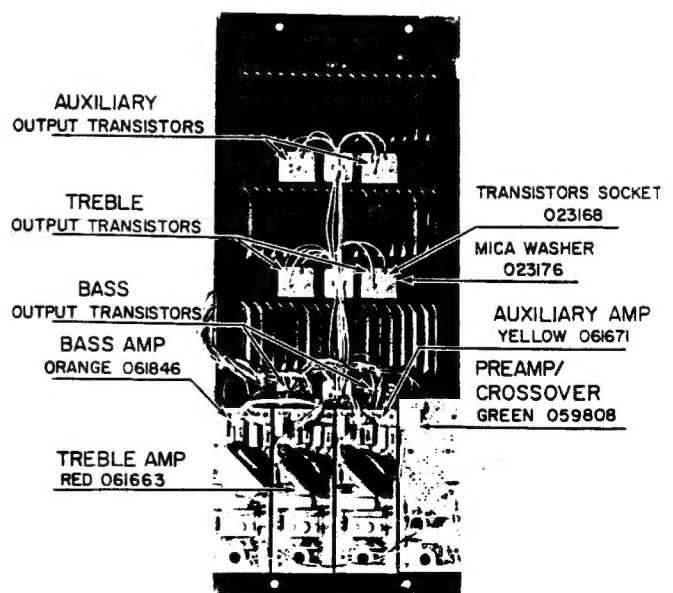 AUXILIARY
OUTPUT TRANSISTORS
TREBLE
OUTPUT TRANSISTORS
BASS
OUTPUT TRANSISTORS
BASS AMP
ORANGE 061846
TREBLE AMP
RED 061663
TRANSISTORS SOCKET
023168
MICA WASHER
023176
AUXILIARY AMP
YELLOW 061671
PREAMP/
CROSSOVER
GREEN 059808